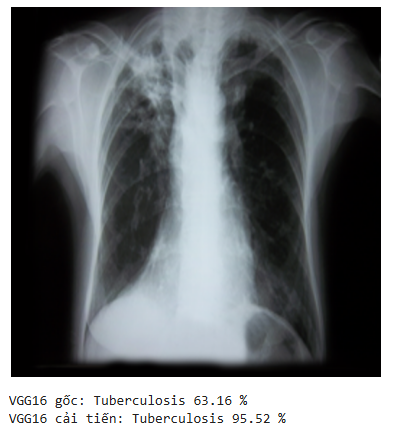 VGG16 gốc: Tuberculosis 63.16 %
VGG16 cải tiến: Tuberculosis 95.52 %